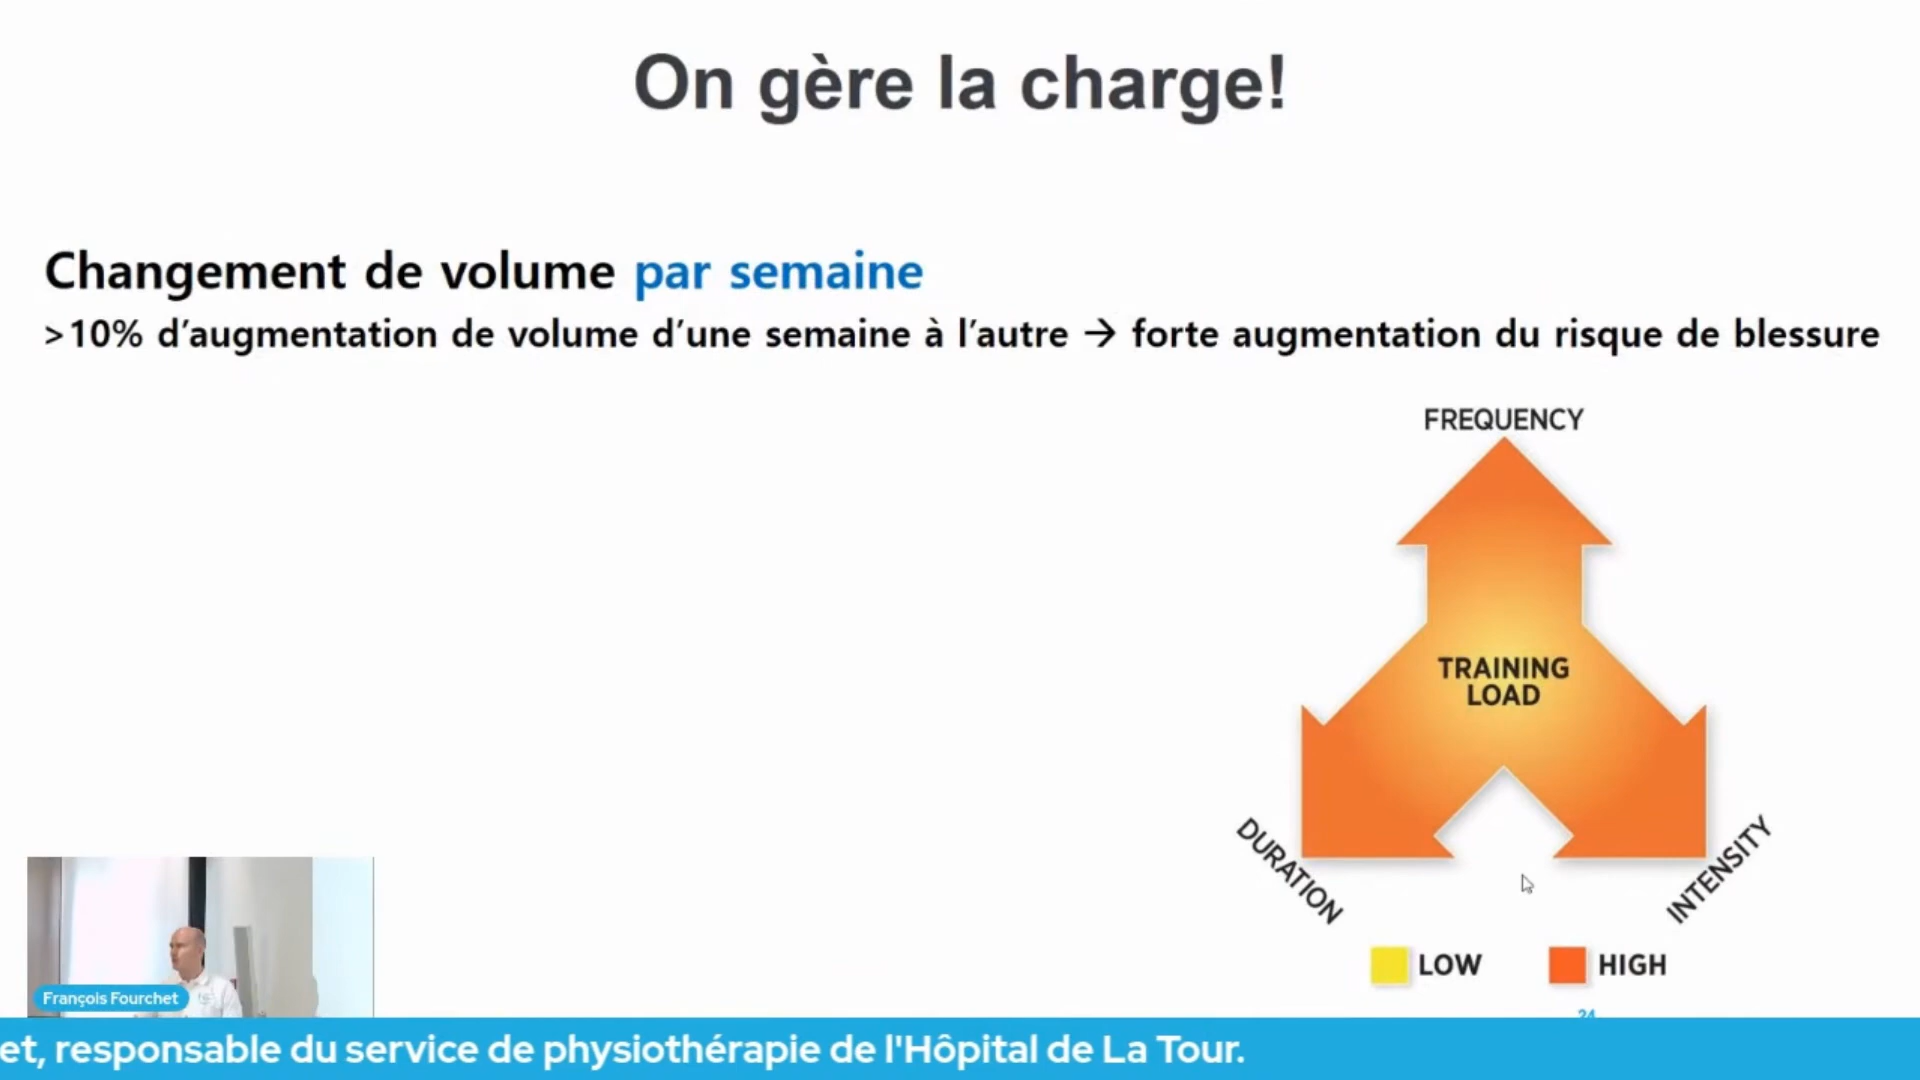 On gère la charge!
Changement de volume par semaine
>10% d’augmentation de volume d’une semaine à l’autre → forte augmentation du risque de blessure
FREQUENCY
TRAINING
LOAD
DURATION
INTENSITY
LOW
HIGH
24
François Fourchet
et, responsable du service de physiothérapie de l'Hôpital de La Tour.